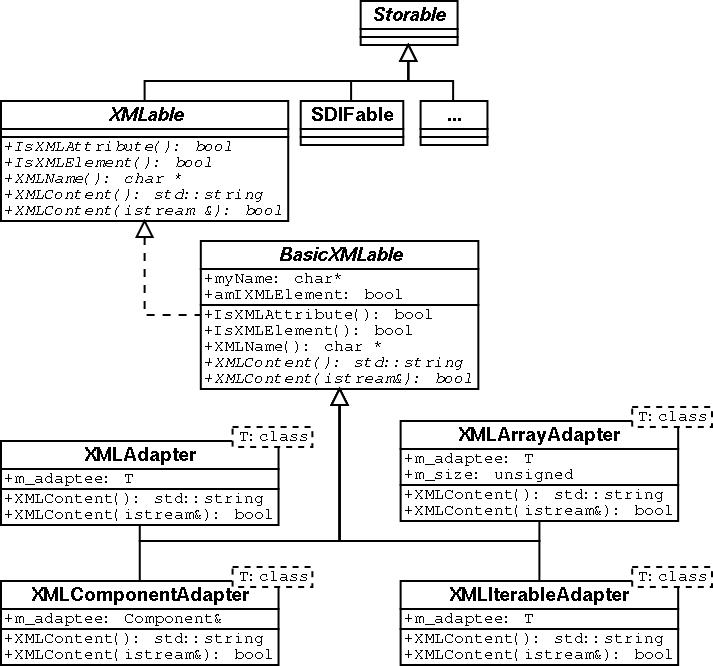 Storable
XMLable
+IsXMLAttribute(): bool
+IsXMLElement(): bool
+XMLName(): char *
+XMLContent(): std::string
+XMLContent(istream &): bool
SDIFable
...
BasicXMLable
+myName: char*
+amIXMLElement: bool
+IsXMLAttribute(): bool
+IsXMLElement(): bool
+XMLName(): char *
+XMLContent(): std::string
+XMLContent(istream&): bool
T: class
XMLAdapter
+m_adaptee: T
+XMLContent(): std::string
+XMLContent(istream&): bool
T: class
XMLArrayAdapter
+m_adaptee: T
+m_size: unsigned
+XMLContent(): std::string
+XMLContent(istream&): bool
T: class
XMLComponentAdapter
+m_adaptee: Component&
+XMLContent(): std::string
+XMLContent(istream&): bool
T: class
XMLIterableAdapter
+m_adaptee: T
+XMLContent(): std::string
+XMLContent(istream&): bool